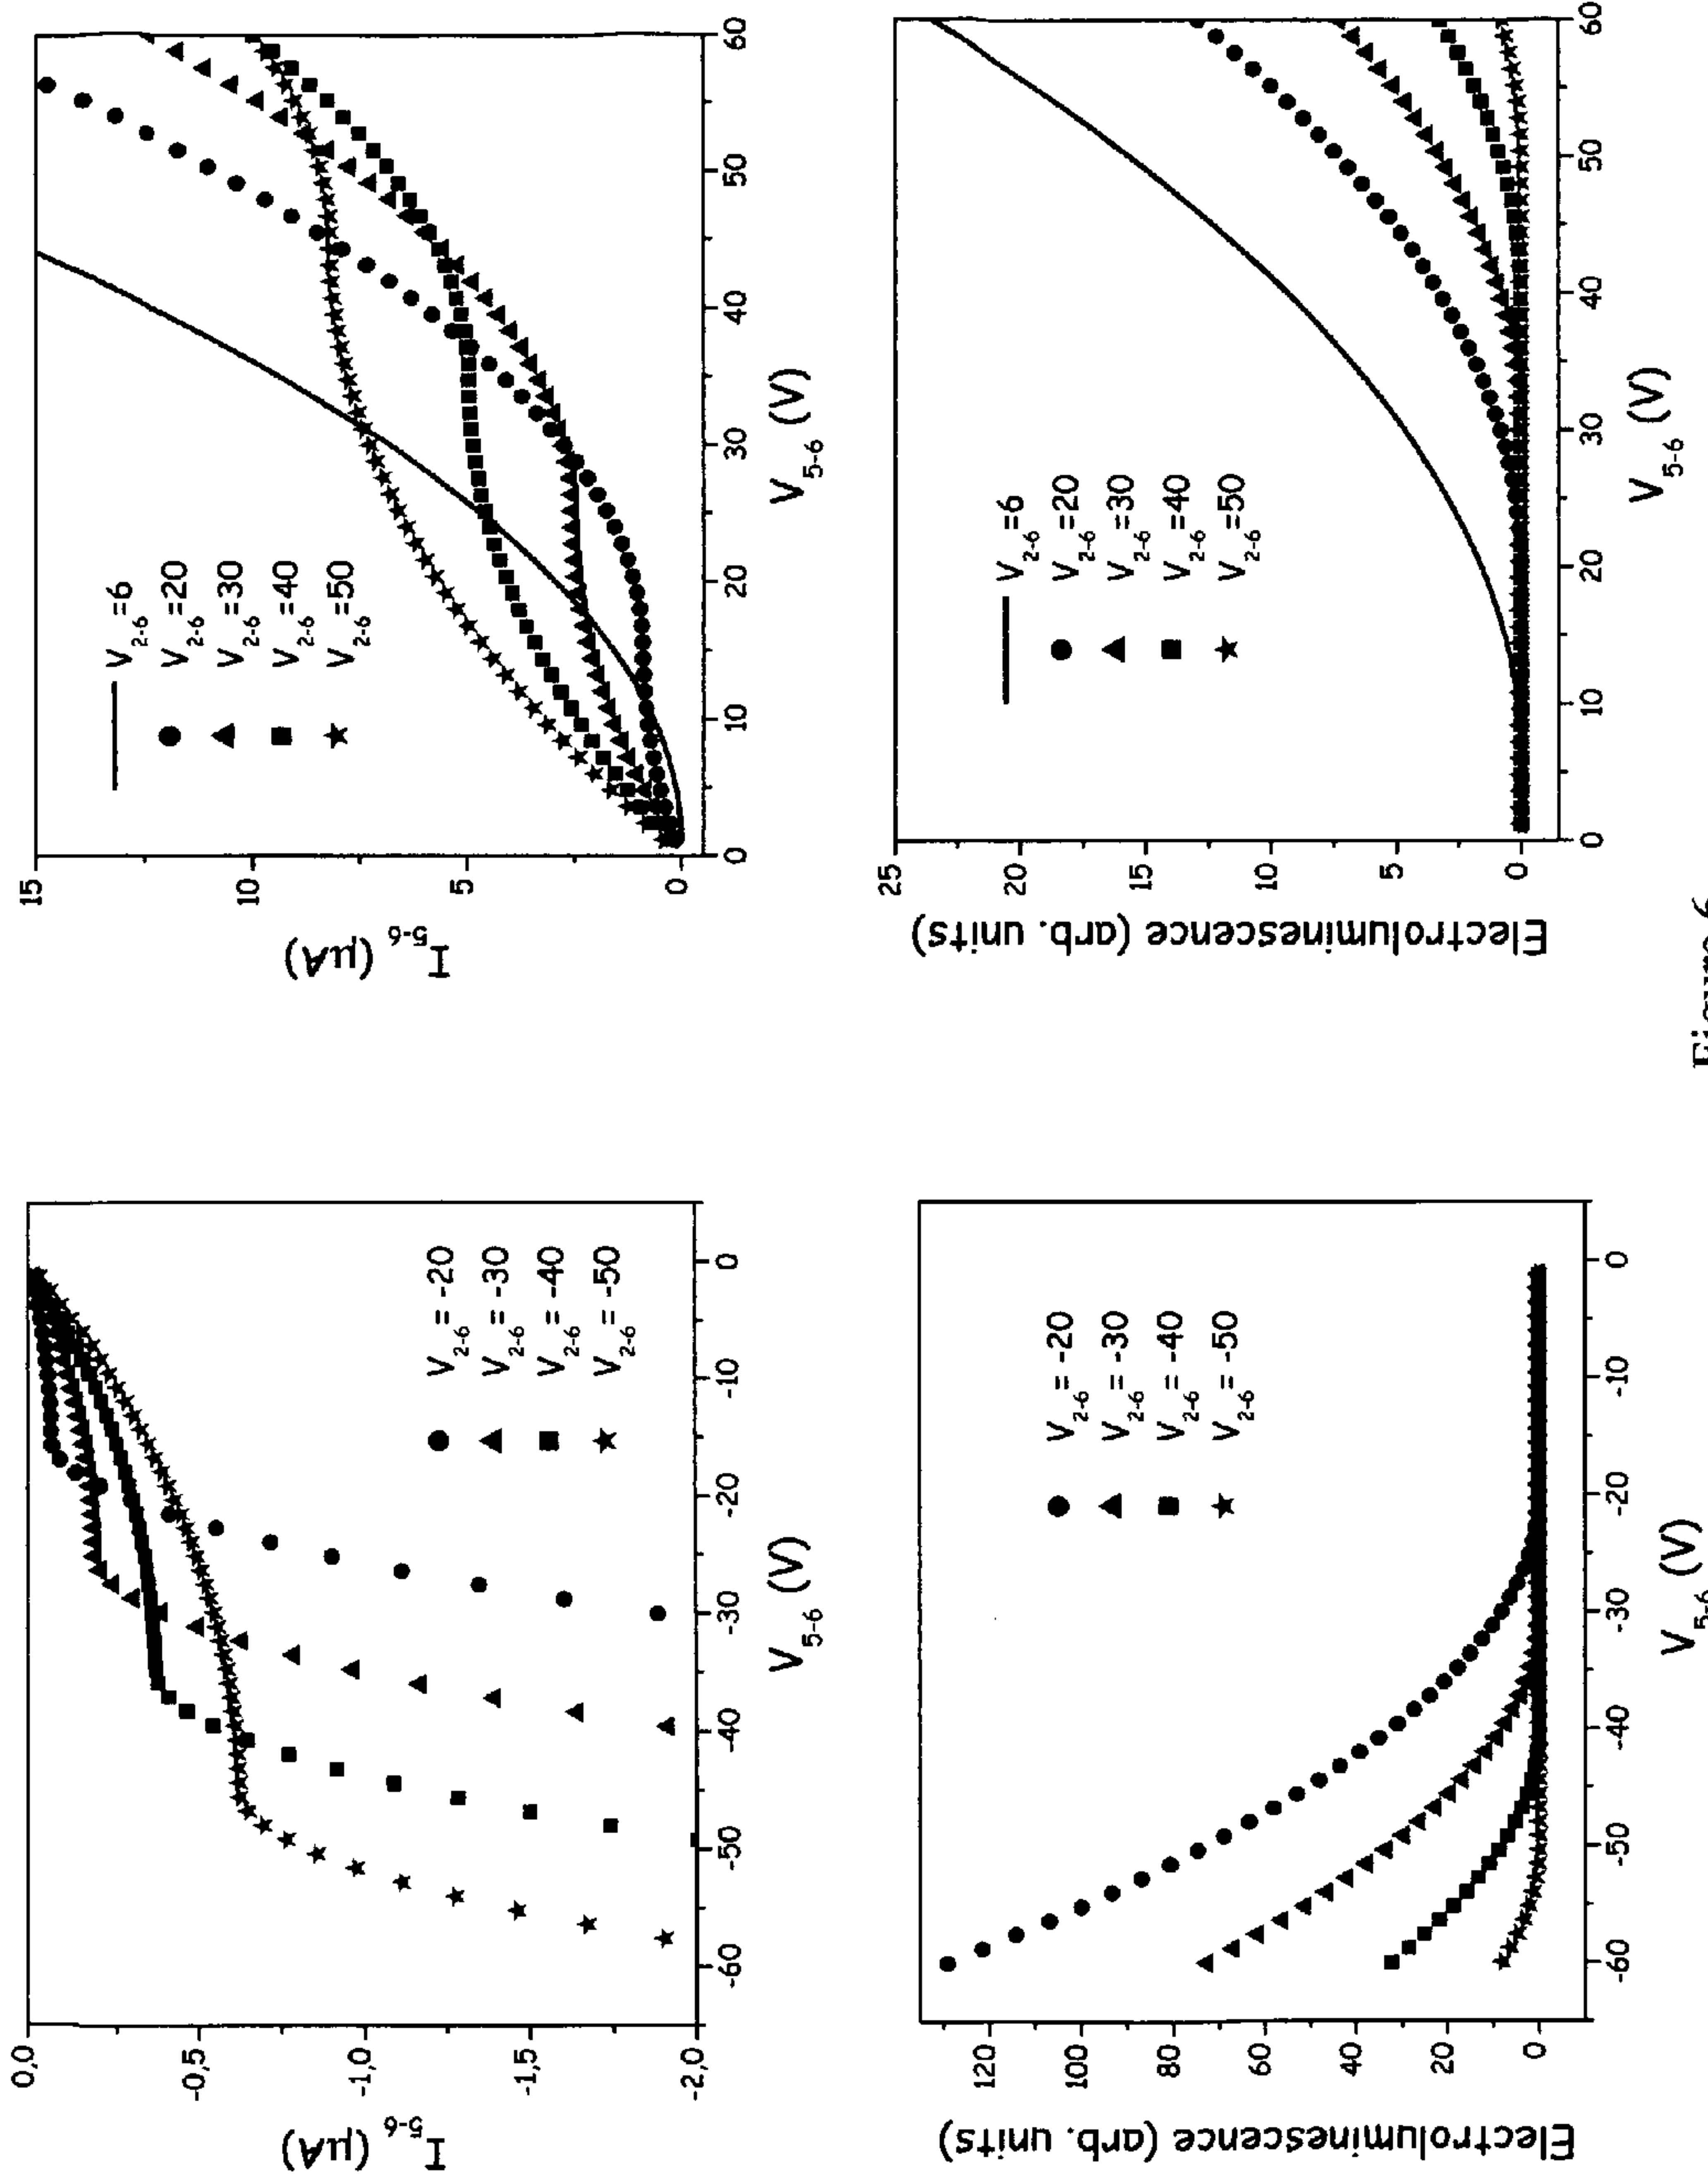 0,0
-0,5
-1,0
-1,5
-2,0
I₅₋₆ (µA)
V₂₋₆= -20
V₂₋₆= -30
V₂₋₆= -40
V₂₋₆= -50
-60 -50 -40 -30 -20 -10 0
V₅₋₆ (V)
15
10
5
0
I₅₋₆ (µA)
V₂₋₆=6
V₂₋₆=20
V₂₋₆=30
V₂₋₆=40
V₂₋₆=50
0 10 20 30 40 50 60
V₅₋₆ (V)
120
100
80
60
40
20
0
Electroluminescence (arb. units)
V₂₋₆= -20
V₂₋₆= -30
V₂₋₆= -40
V₂₋₆= -50
-60 -50 -40 -30 -20 -10 0
V₅₋₆ (V)
25
20
15
10
5
0
Electroluminescence (arb. units)
V₂₋₆=6
V₂₋₆=20
V₂₋₆=30
V₂₋₆=40
V₂₋₆=50
0 10 20 30 40 50 60
V₅₋₆ (V)
Figure 6